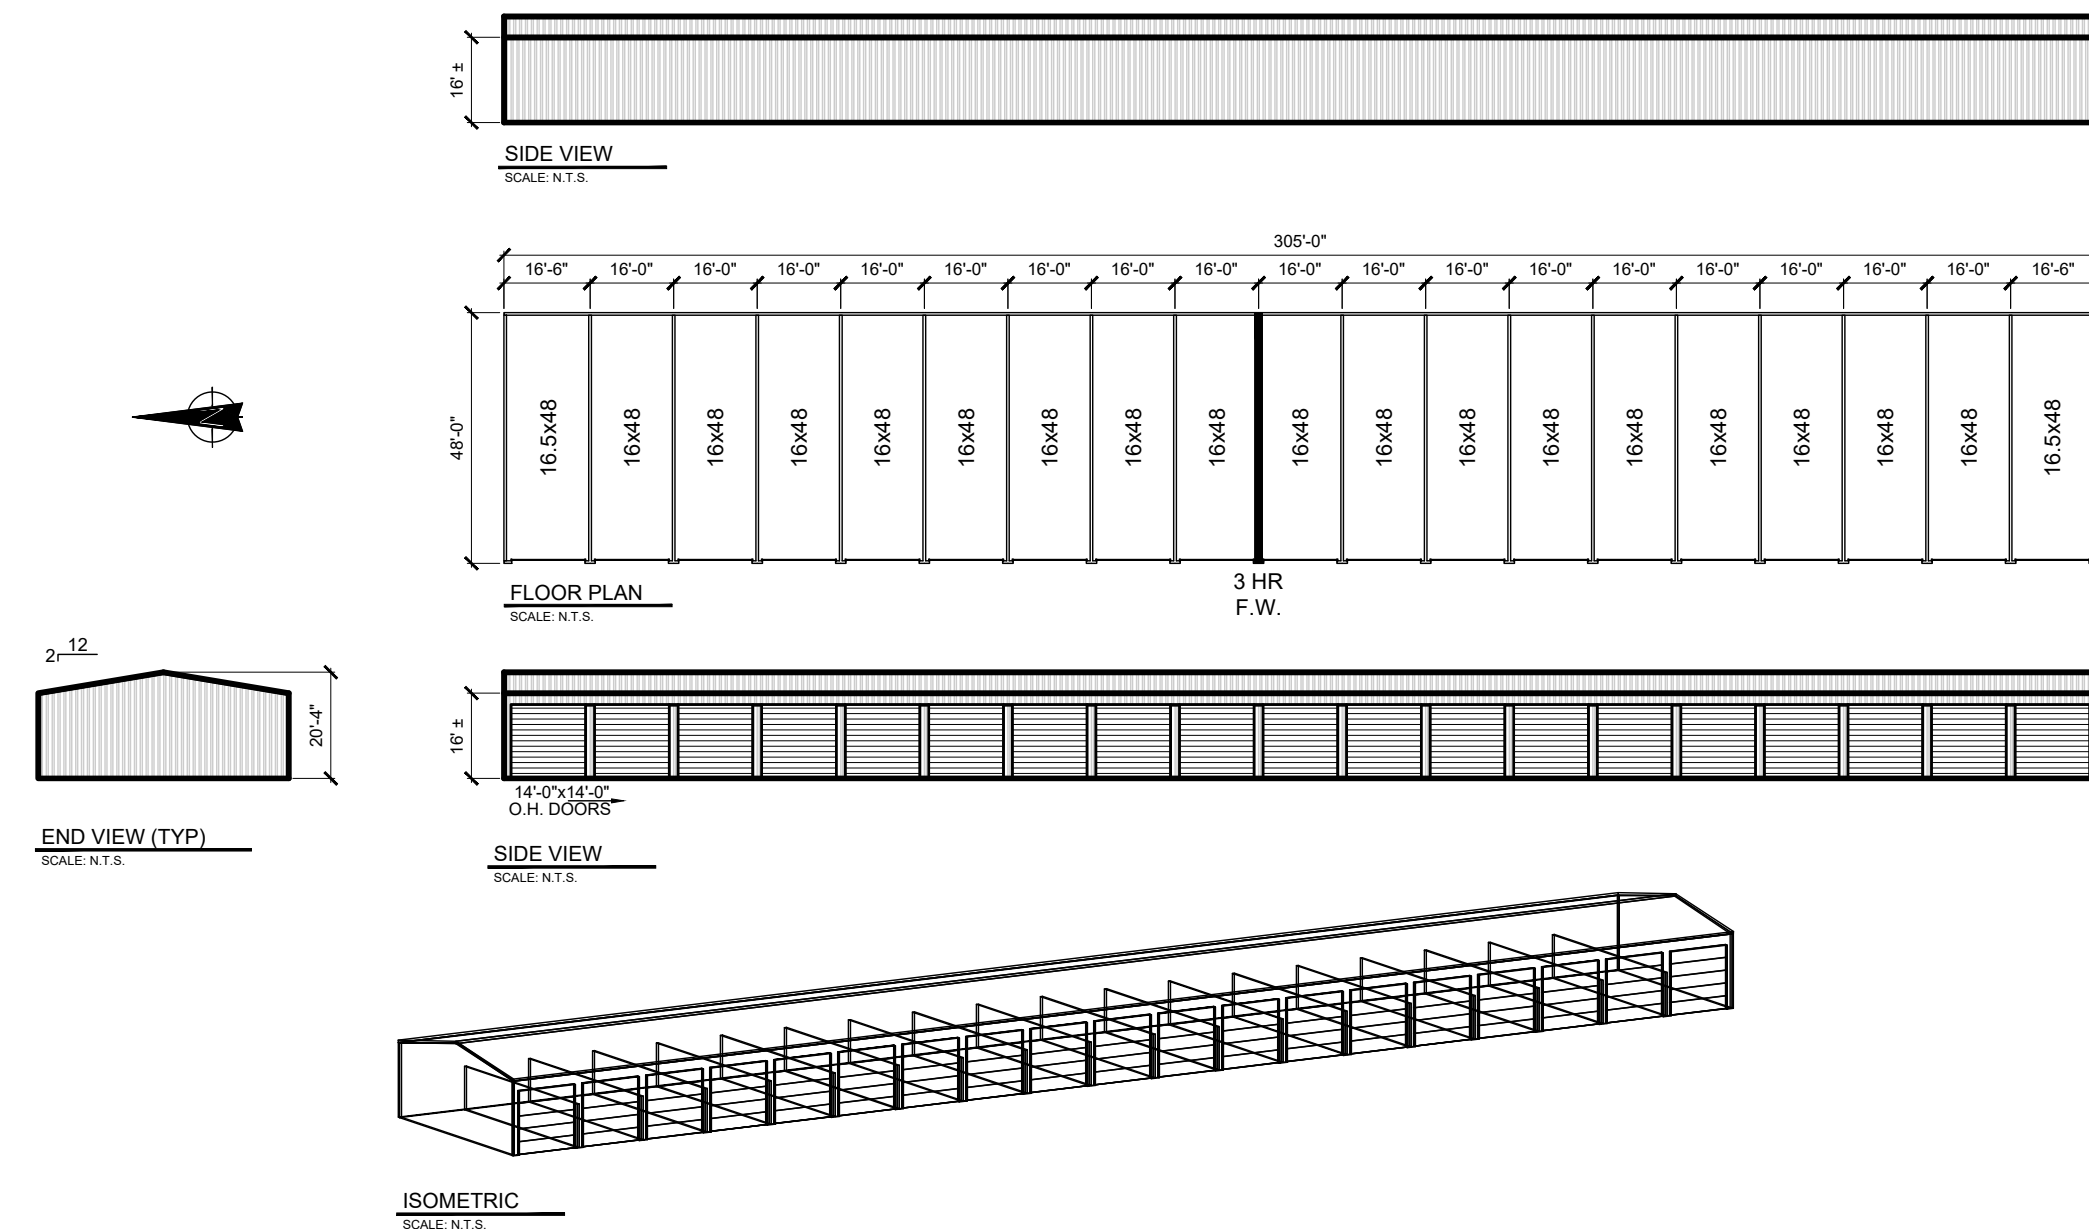 16' ±
SIDE VIEW
SCALE: N.T.S.
305'-0"
16'-6" 16'-0" 16'-0" 16'-0" 16'-0" 16'-0" 16'-0" 16'-0" 16'-0" 16'-0" 16'-0" 16'-0" 16'-0" 16'-0" 16'-0" 16'-0" 16'-0" 16'-0" 16'-6"
48'-0"
N
16.5x48 16x48 16x48 16x48 16x48 16x48 16x48 16x48 16x48 16x48 16x48 16x48 16x48 16x48 16x48 16x48 16x48 16x48 16.5x48
3 HR
F.W.
FLOOR PLAN
SCALE: N.T.S.
12
2
20'-4"
END VIEW (TYP)
SCALE: N.T.S.
16' ±
14'-0"x14'-0"
O.H. DOORS
SIDE VIEW
SCALE: N.T.S.
ISOMETRIC
SCALE: N.T.S.